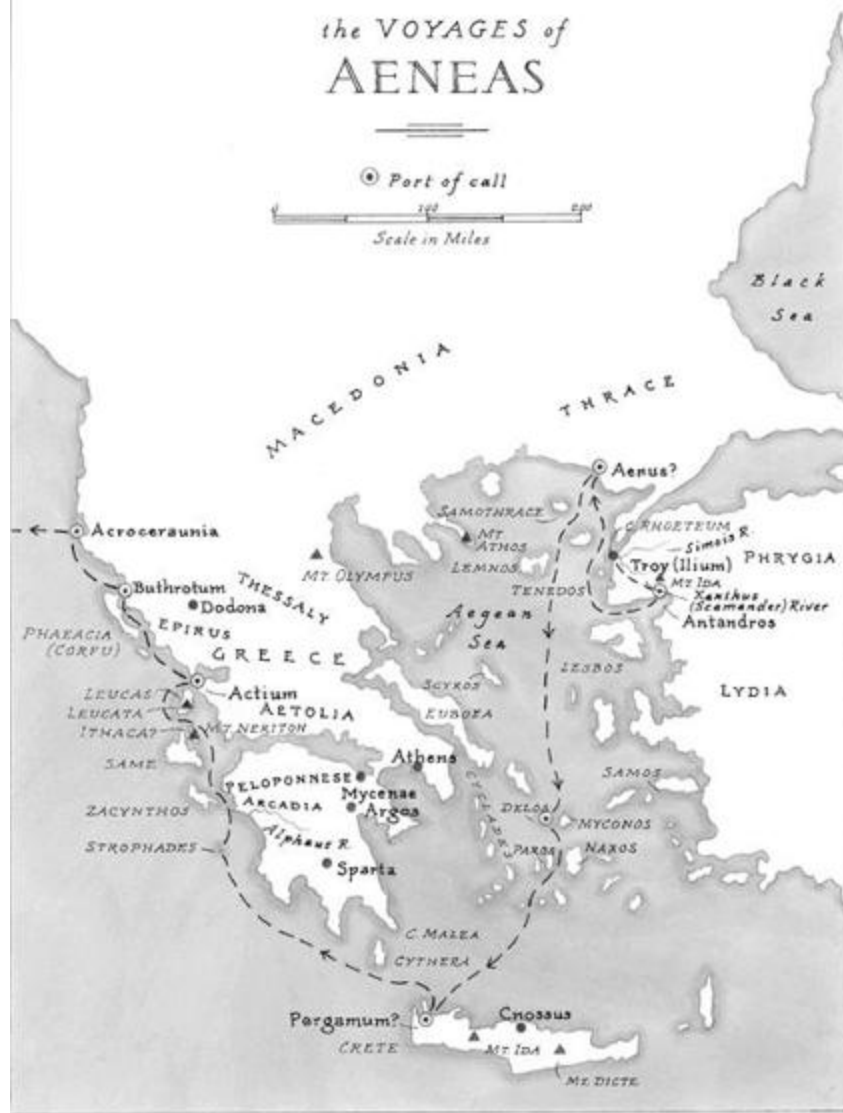 the VOYAGES of
AENEAS
Port of call
0 100 200
Scale in Miles
Black
Sea
MACEDONIA
THRACE
Aenus?
SAMOTHRACE
C. RHOETEUM
Simois R.
Acroceraunia
MT.
ATHOS
Troy (Ilium)
PHRYGIA
MT. OLYMPUS
LEMNOS
MT IDA
Buthrotum
THESSALY
TENEDOS
Xanthus
(Scamander) River
Dodona
Aegean
Sea
Antandros
EPIRUS
PHAEACIA
(CORFU)
GREECE
LESBOS
SCYROS
LEUCAS
Actium
LYDIA
LEUCATA
AETOLIA
EUBOEA
ITHACA?
MT. NERITON
SAME
Athens
PELOPONNESE
SAMOS
Mycenae
CYCLADES
ZACYNTHOS
ARCADIA
Argos
DELOS
MYCONOS
Alpheus R.
STROPHADES
PAROS
NAXOS
Sparta
C. MALEA
CYTHERA
Pergamum?
Cnossus
CRETE
MT. IDA
MT. DICTE